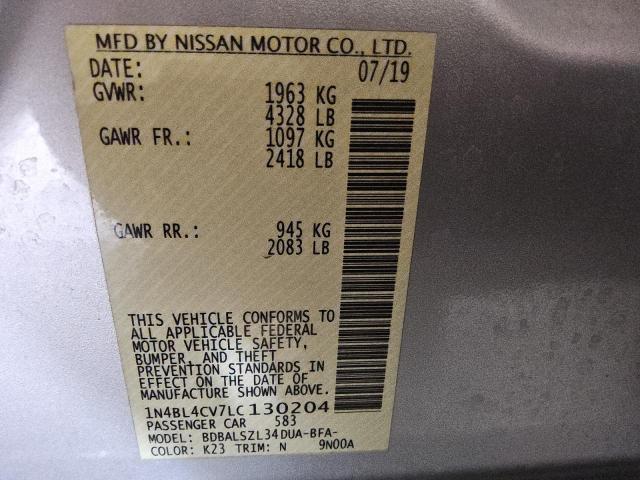 MFD BY NISSAN MOTOR CO., LTD.
DATE: 07/19
GVWR: 1963 KG
4328 LB
GAWR FR.: 1097 KG
2418 LB
GAWR RR.: 945 KG
2083 LB
THIS VEHICLE CONFORMS TO
ALL APPLICABLE FEDERAL
MOTOR VEHICLE SAFETY,
BUMPER, AND THEFT
PREVENTION STANDARDS IN
EFFECT ON THE DATE OF
MANUFACTURE SHOWN ABOVE.
1N4BL4CV7LC130204
PASSENGER CAR 583
MODEL: BDBALSZL34DUA-BFA-
COLOR: K23 TRIM: N 9N00A